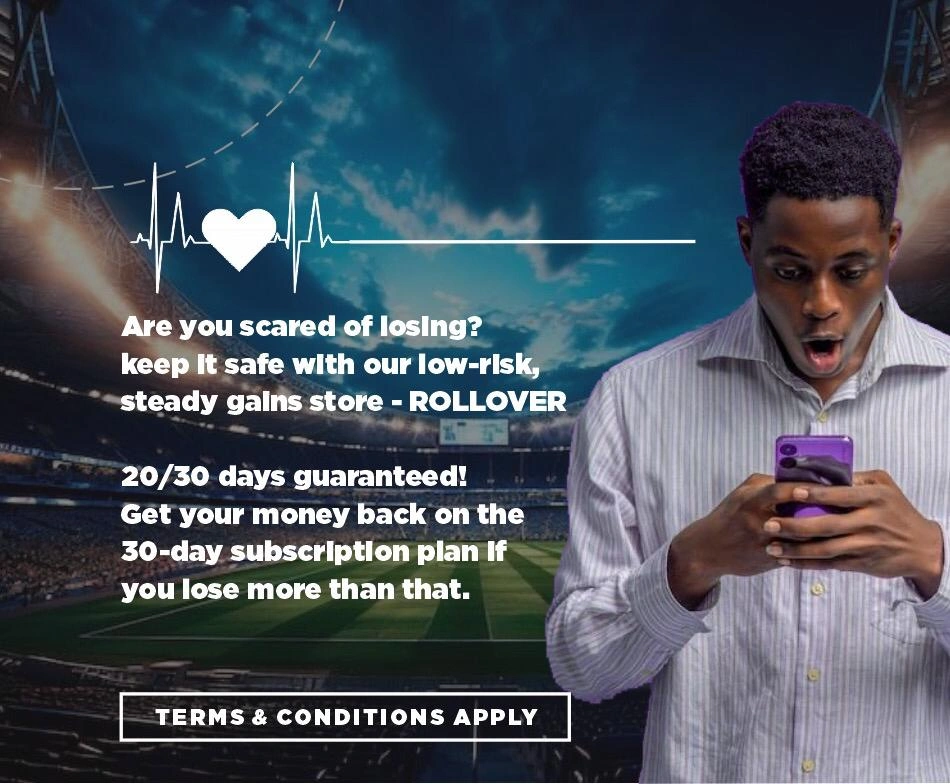 Are you scared of losing?
keep it safe with our low-risk,
steady gains store - ROLLOVER
20/30 days guaranteed!
Get your money back on the
30-day subscription plan if
you lose more than that.
TERMS & CONDITIONS APPLY